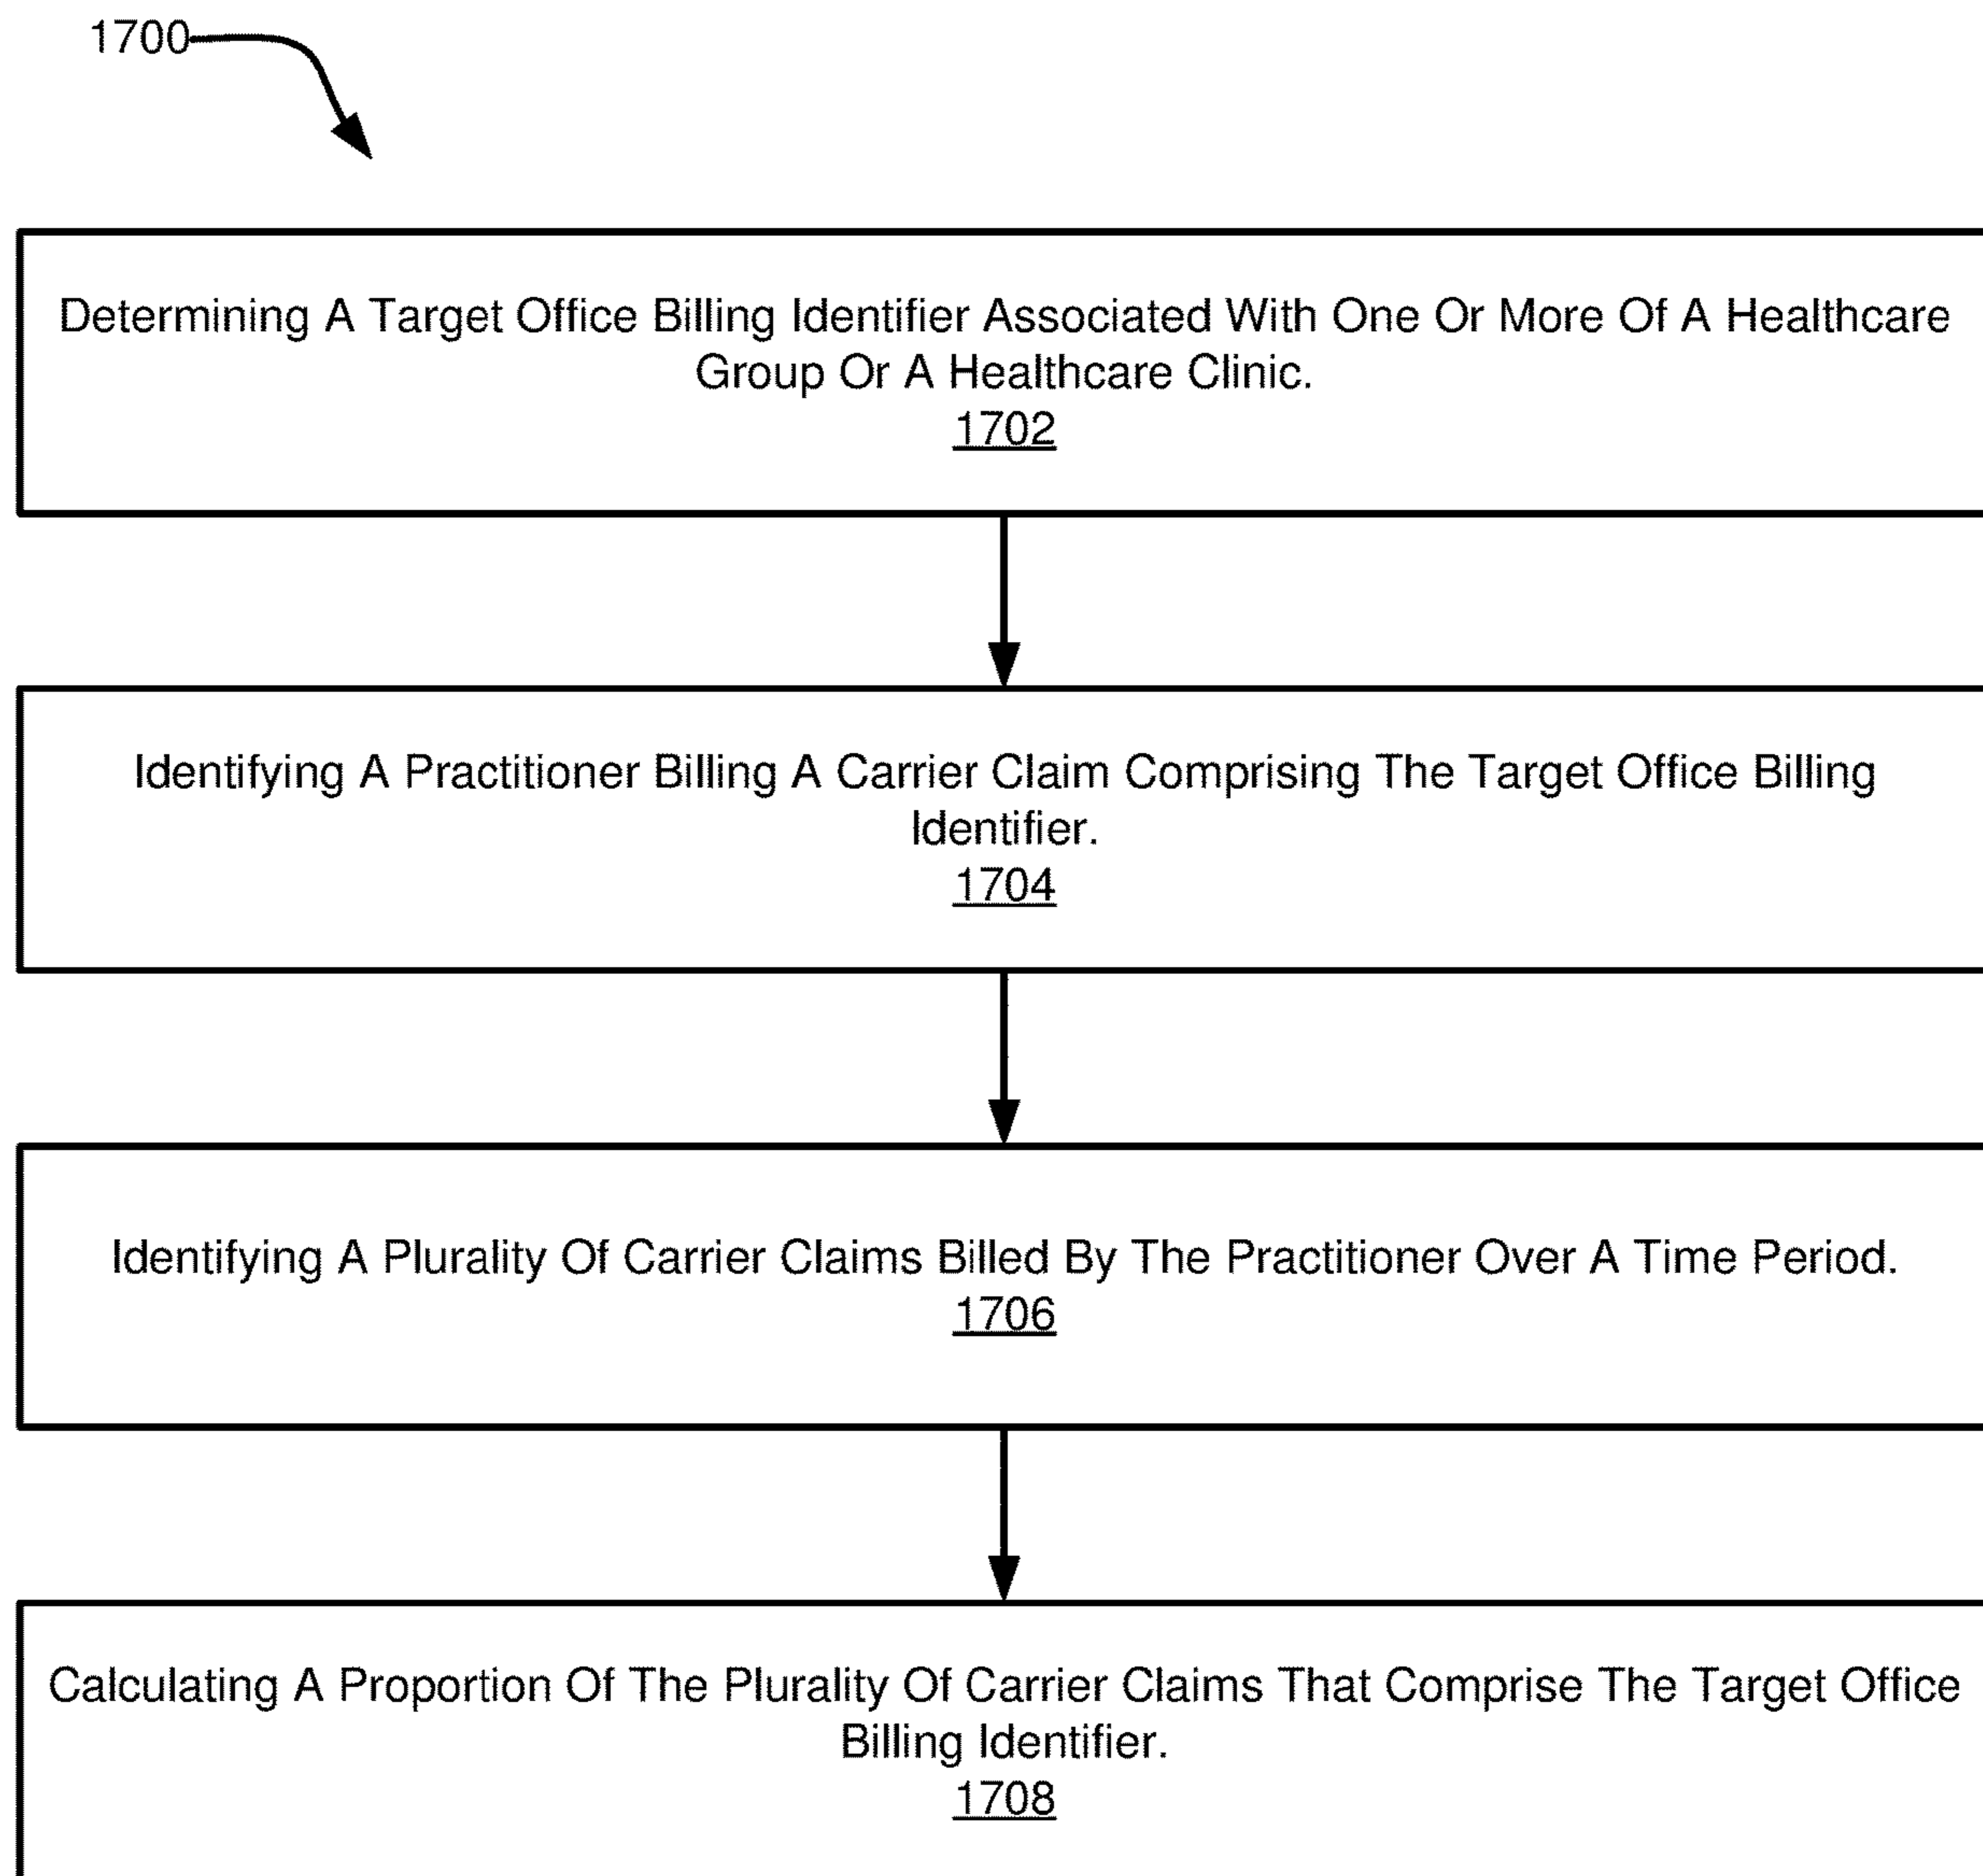 1700
Determining A Target Office Billing Identifier Associated With One Or More Of A Healthcare
Group Or A Healthcare Clinic.
1702
Identifying A Practitioner Billing A Carrier Claim Comprising The Target Office Billing
Identifier.
1704
Identifying A Plurality Of Carrier Claims Billed By The Practitioner Over A Time Period.
1706
Calculating A Proportion Of The Plurality Of Carrier Claims That Comprise The Target Office
Billing Identifier.
1708